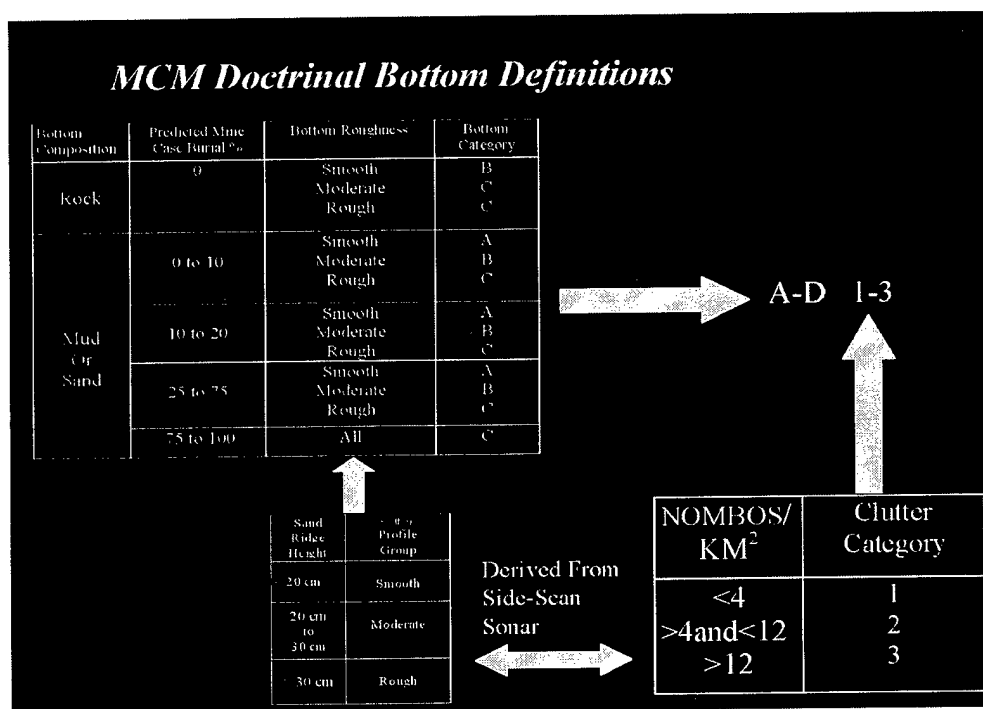 MCM Doctrinal Bottom Definitions
Bottom Composition
Predicted Mine Case Burial %
Bottom Roughness
Bottom Category
Rock
0
Smooth B
Moderate C
Rough C
Mud Or Sand
0 to 10
Smooth A
Moderate B
Rough C
10 to 20
Smooth A
Moderate B
Rough C
25 to 75
Smooth A
Moderate B
Rough C
75 to 100 All C
A-D 1-3
Sand Ridge Height
Profile Group
20 cm Smooth
20 cm to 30 cm Moderate
30 cm Rough
Derived From
Side-Scan
Sonar
NOMBOS/ KM²
Clutter Category
<4 1
>4and<12 2
>12 3